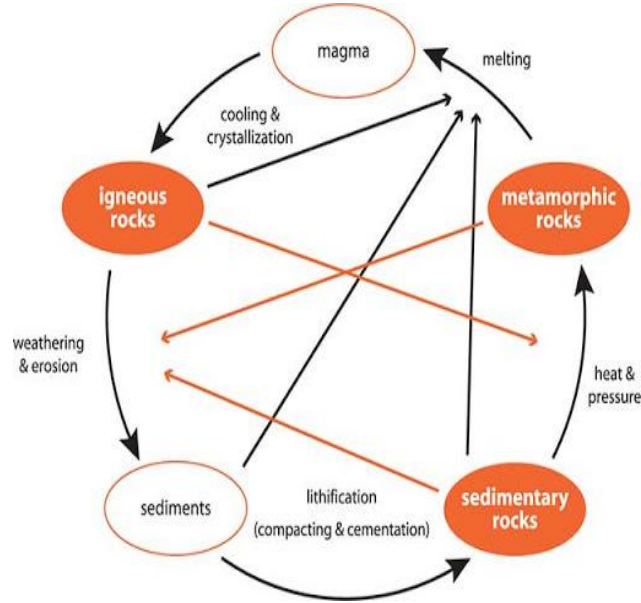 magma
melting
cooling &
crystallization
igneous
rocks
metamorphic
rocks
weathering
& erosion
heat &
pressure
sediments
lithification
(compacting & cementation)
sedimentary
rocks